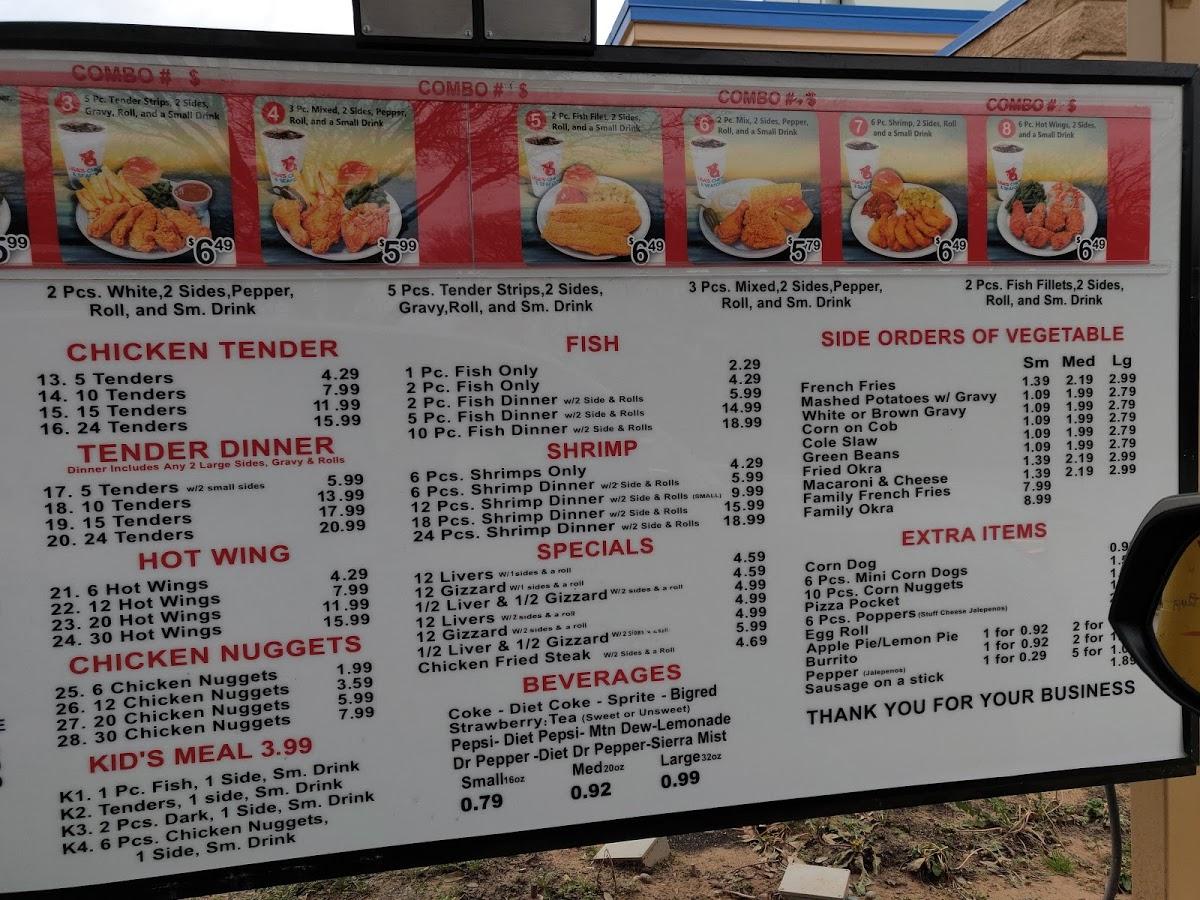 COMBO # $
COMBO # $
COMBO # $
COMBO # $
3 5 Pc. Tender Strips, 2 Sides,
Gravy, Roll, and a Small Drink
$6.49
4 3 Pc. Mixed, 2 Sides, Pepper,
Roll, and a Small Drink
$5.99
5 2 Pc. Fish Filet, 2 Sides,
Roll, and a Small Drink
$6.49
6 2 Pc. Mix, 2 Sides, Pepper,
Roll, and a Small Drink
$5.79
7 6 Pc. Shrimp, 2 Sides, Roll
and a Small Drink
$6.49
8 6 Pc. Hot Wings, 2 Sides,
and a Small Drink
$6.49
2 Pcs. White,2 Sides,Pepper,
Roll, and Sm. Drink
5 Pcs. Tender Strips,2 Sides,
Gravy,Roll, and Sm. Drink
3 Pcs. Mixed,2 Sides,Pepper,
Roll, and Sm. Drink
2 Pcs. Fish Fillets,2 Sides,
Roll, and Sm. Drink
CHICKEN TENDER
13. 5 Tenders 4.29
14. 10 Tenders 7.99
15. 15 Tenders 11.99
16. 24 Tenders 15.99
TENDER DINNER
Dinner Includes Any 2 Large Sides, Gravy & Rolls
17. 5 Tenders w/2 small sides 5.99
18. 10 Tenders 13.99
19. 15 Tenders 17.99
20. 24 Tenders 20.99
HOT WING
21. 6 Hot Wings 4.29
22. 12 Hot Wings 7.99
23. 20 Hot Wings 11.99
24. 30 Hot Wings 15.99
CHICKEN NUGGETS
25. 6 Chicken Nuggets 1.99
26. 12 Chicken Nuggets 3.59
27. 20 Chicken Nuggets 5.99
28. 30 Chicken Nuggets 7.99
KID'S MEAL 3.99
K1. 1 Pc. Fish, 1 Side, Sm. Drink
K2. Tenders, 1 side, Sm. Drink
K3. 2 Pcs. Dark, 1 Side, Sm. Drink
K4. 6 Pcs. Chicken Nuggets,
1 Side, Sm. Drink
FISH
1 Pc. Fish Only 2.29
2 Pc. Fish Only 4.29
2 Pc. Fish Dinner w/2 Side & Rolls 5.99
5 Pc. Fish Dinner w/2 Side & Rolls 14.99
10 Pc. Fish Dinner w/2 Side & Rolls 18.99
SHRIMP
6 Pcs. Shrimps Only 4.29
6 Pcs. Shrimp Dinner w/2 Side & Rolls 5.99
12 Pcs. Shrimp Dinner w/2 Side & Rolls (SMALL) 9.99
18 Pcs. Shrimp Dinner w/2 Side & Rolls 15.99
24 Pcs. Shrimp Dinner w/2 Side & Rolls 18.99
SPECIALS
12 Livers W/1sides & a roll 4.59
12 Gizzard W/1 sides & a roll 4.59
1/2 Liver & 1/2 Gizzard W/2 sides & a roll 4.99
12 Livers W/2 sides & a roll 4.99
12 Gizzard W/2 sides & a roll 4.99
1/2 Liver & 1/2 Gizzard W/2 Sides & a roll 5.99
Chicken Fried Steak W/2 Sides & a Roll 4.69
BEVERAGES
Coke - Diet Coke - Sprite - Bigred
Strawberry:Tea (Sweet or Unsweet)
Pepsi- Diet Pepsi- Mtn Dew-Lemonade
Dr Pepper -Diet Dr Pepper-Sierra Mist
Small16oz Med20oz Large32oz
0.79 0.92 0.99
SIDE ORDERS OF VEGETABLE
Sm Med Lg
French Fries 1.39 2.19 2.99
Mashed Potatoes w/ Gravy 1.09 1.99 2.79
White or Brown Gravy 1.09 1.99 2.79
Corn on Cob 1.09 1.99 2.79
Cole Slaw 1.09 1.99 2.79
Green Beans 1.09 1.99 2.79
Fried Okra 1.39 2.19 2.99
Macaroni & Cheese 1.39 2.19 2.99
Family French Fries 7.99
Family Okra 8.99
EXTRA ITEMS
Corn Dog
6 Pcs. Mini Corn Dogs
10 Pcs. Corn Nuggets
Pizza Pocket
6 Pcs. Poppers (Stuff Cheese Jalepenos)
Egg Roll
Apple Pie/Lemon Pie 1 for 0.92 2 for
Burrito 1 for 0.92 2 for
Pepper (Jalepenos) 1 for 0.29 5 for
Sausage on a stick 1.89
THANK YOU FOR YOUR BUSINESS